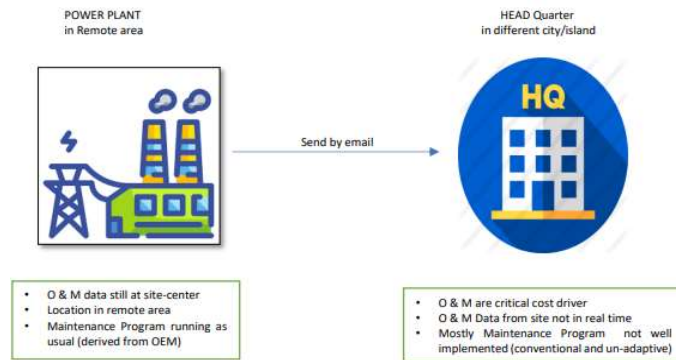 POWER PLANT
in Remote area
HEAD Quarter
in different city/island
HQ
Send by email
• O & M data still at site-center
• Location in remote area
• Maintenance Program running as
usual (derived from OEM)
• O & M are critical cost driver
• O & M Data from site not in real time
• Mostly Maintenance Program not well
implemented (conventional and un-adaptive)